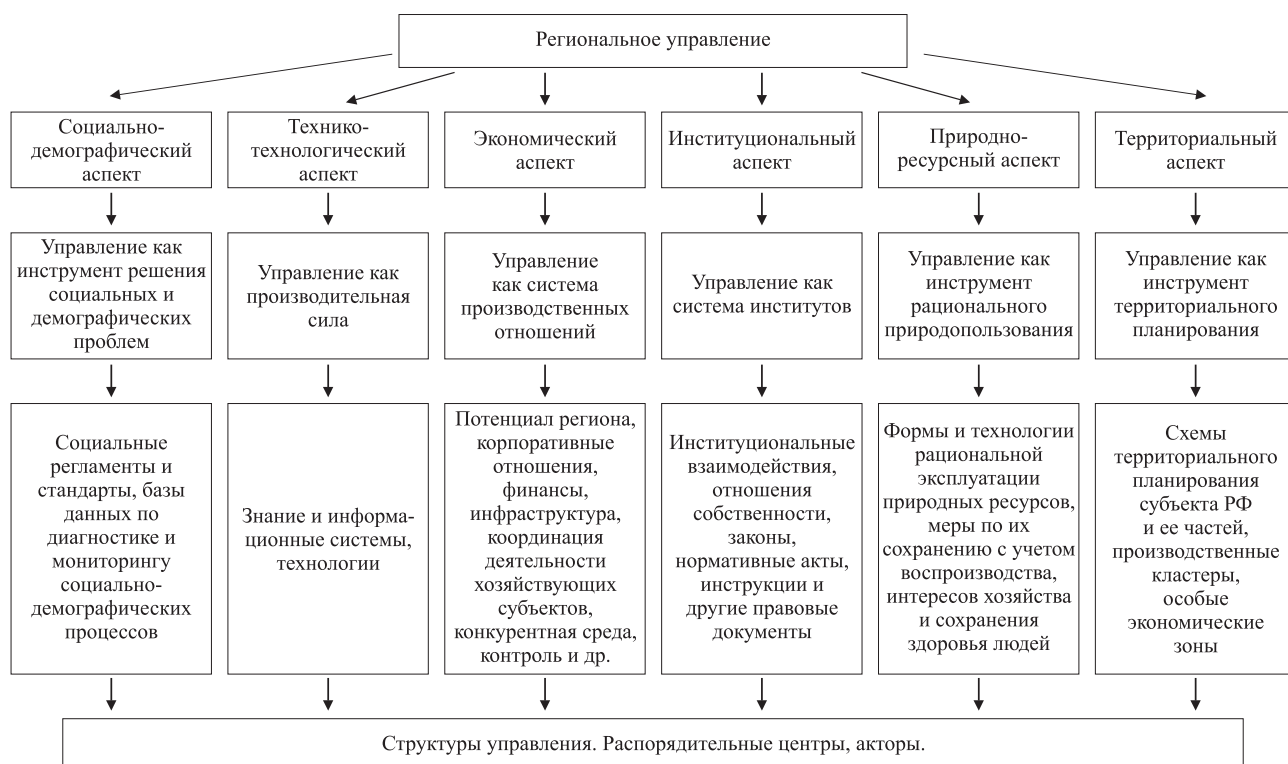 Региональное управление
Социально-
демографический
аспект
Технико-
технологический
аспект
Экономический
аспект
Институциональный
аспект
Природно-
ресурсный аспект
Территориальный
аспект
Управление как
инструмент решения
социальных и
демографических
проблем
Управление как
производительная
сила
Управление
как система
производственных
отношений
Управление как
система институтов
Управление как
инструмент
рационального
природопользования
Управление как
инструмент
территориального
планирования
Социальные
регламенты и
стандарты, базы
данных по
диагностике и
мониторингу
социально-
демографических
процессов
Знание и информа-
ционные системы,
технологии
Потенциал региона,
корпоративные
отношения,
финансы,
инфраструктура,
координация
деятельности
хозяйствующих
субъектов,
конкурентная среда,
контроль и др.
Институциональные
взаимодействия,
отношения
собственности,
законы,
нормативные акты,
инструкции и
другие правовые
документы
Формы и технологии
рациональной
эксплуатации
природных ресурсов,
меры по их
сохранению с учетом
воспроизводства,
интересов хозяйства
и сохранения
здоровья людей
Схемы
территориального
планирования
субъекта РФ
и ее частей,
производственные
кластеры,
особые
экономические
зоны
Структуры управления. Распорядительные центры, акторы.